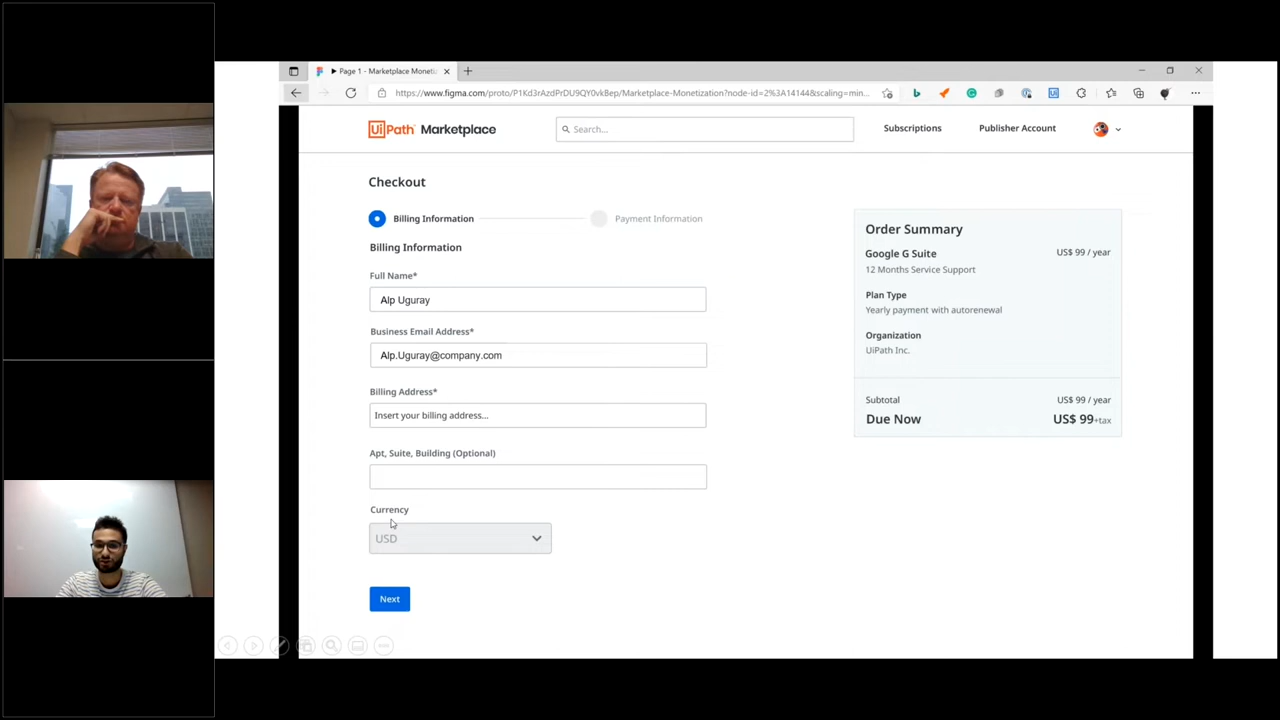 Page 1 - Marketplace Moneti
https://www.figma.com/proto/P1Kd3rAzdPrDU9QY0vkBep/Marketplace-Monetization?node-id=2%3A14144&scaling=min...
UiPath Marketplace
Search...
Subscriptions
Publisher Account
Checkout
Billing Information
Payment Information
Billing Information
Full Name*
Alp Uguray
Business Email Address*
Alp.Uguray@company.com
Billing Address*
Insert your billing address...
Apt, Suite, Building (Optional)
Currency
USD
Next
Order Summary
Google G Suite US$ 99 / year
12 Months Service Support
Plan Type
Yearly payment with autorenewal
Organization
UiPath Inc.
Subtotal US$ 99 / year
Due Now US$ 99+tax